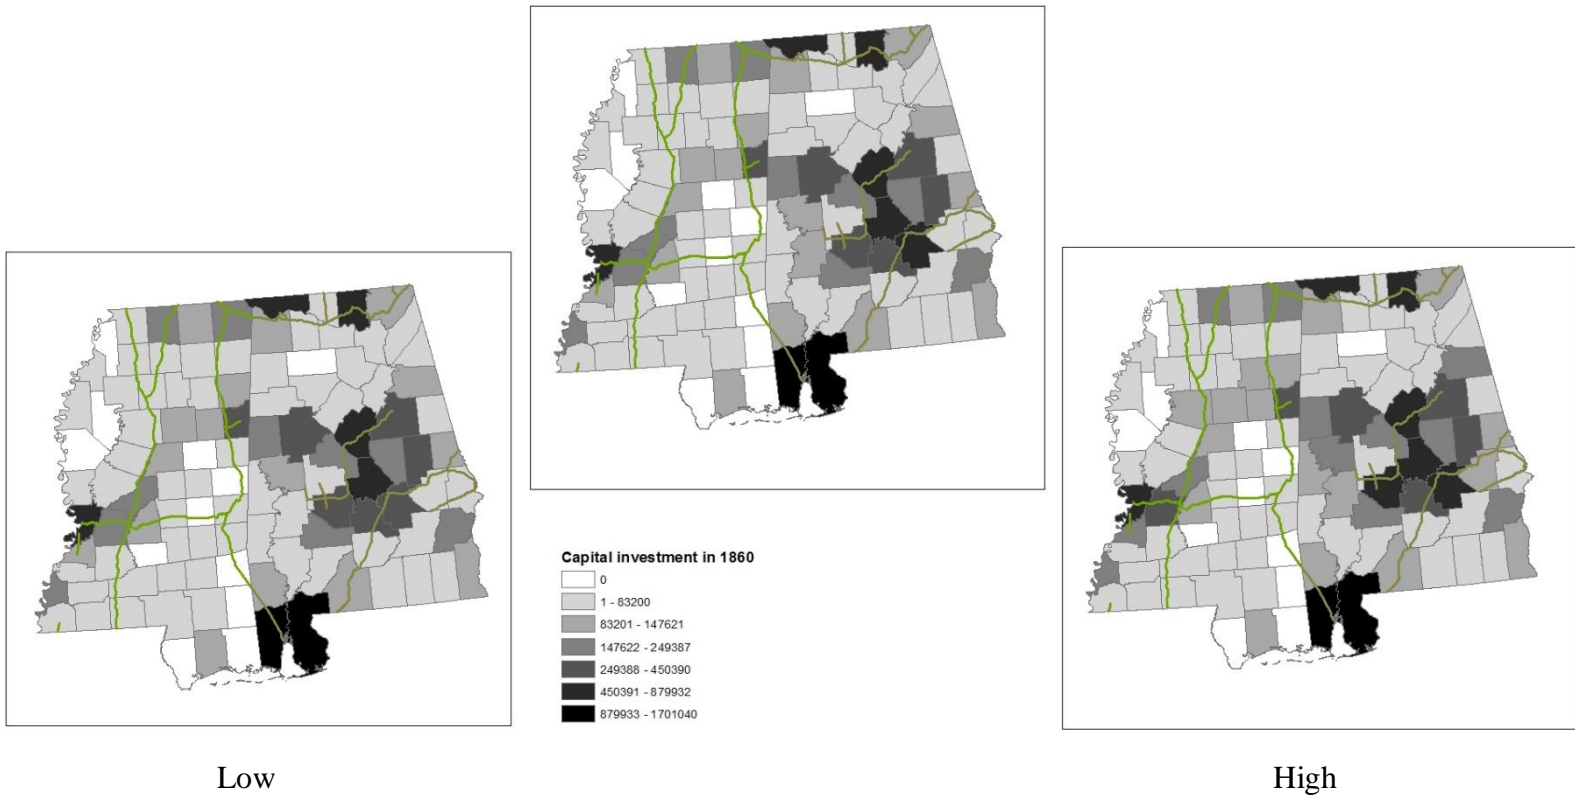 Capital investment in 1860
0
1 - 83200
83201 - 147621
147622 - 249387
249388 - 450390
450391 - 879932
879933 - 1701040
Low
High